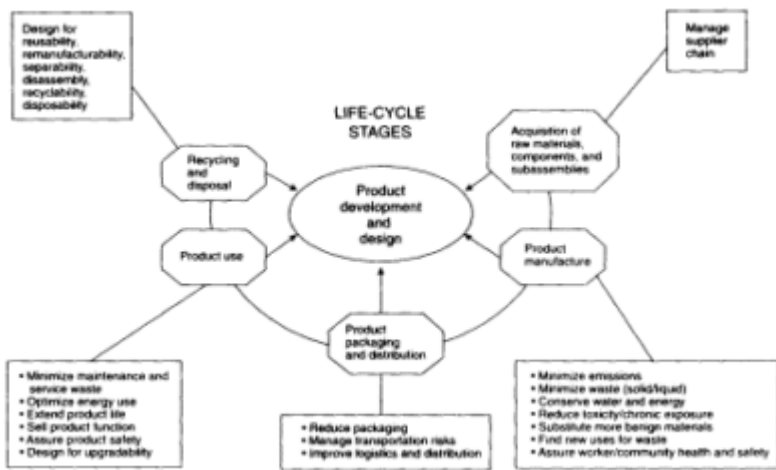 Design for
reusability,
remanufacturability,
separability,
disassembly,
recyclability,
disposability
Manage
supplier
chain
LIFE-CYCLE
STAGES
Recycling
and
disposal
Acquisition of
raw materials,
components, and
subassemblies
Product
development
and
design
Product use
Product
manufacture
Product
packaging
and distribution
• Minimize maintenance and
service waste
• Optimize energy use
• Extend product life
• Sell product function
• Assure product safety
• Design for upgradability
• Reduce packaging
• Manage transportation risks
• Improve logistics and distribution
• Minimize emissions
• Minimize waste (solid/liquid)
• Conserve water and energy
• Reduce toxicity/chronic exposure
• Substitute more benign materials
• Find new uses for waste
• Assure worker/community health and safety